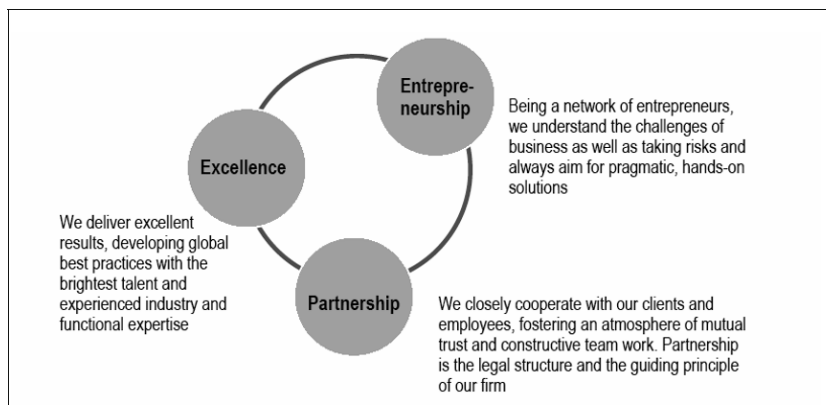 Entrepre-
neurship
Being a network of entrepreneurs,
we understand the challenges of
business as well as taking risks and
always aim for pragmatic, hands-on
solutions
Excellence
We deliver excellent
results, developing global
best practices with the
brightest talent and
experienced industry and
functional expertise
Partnership
We closely cooperate with our clients and
employees, fostering an atmosphere of mutual
trust and constructive team work. Partnership
is the legal structure and the guiding principle
of our firm